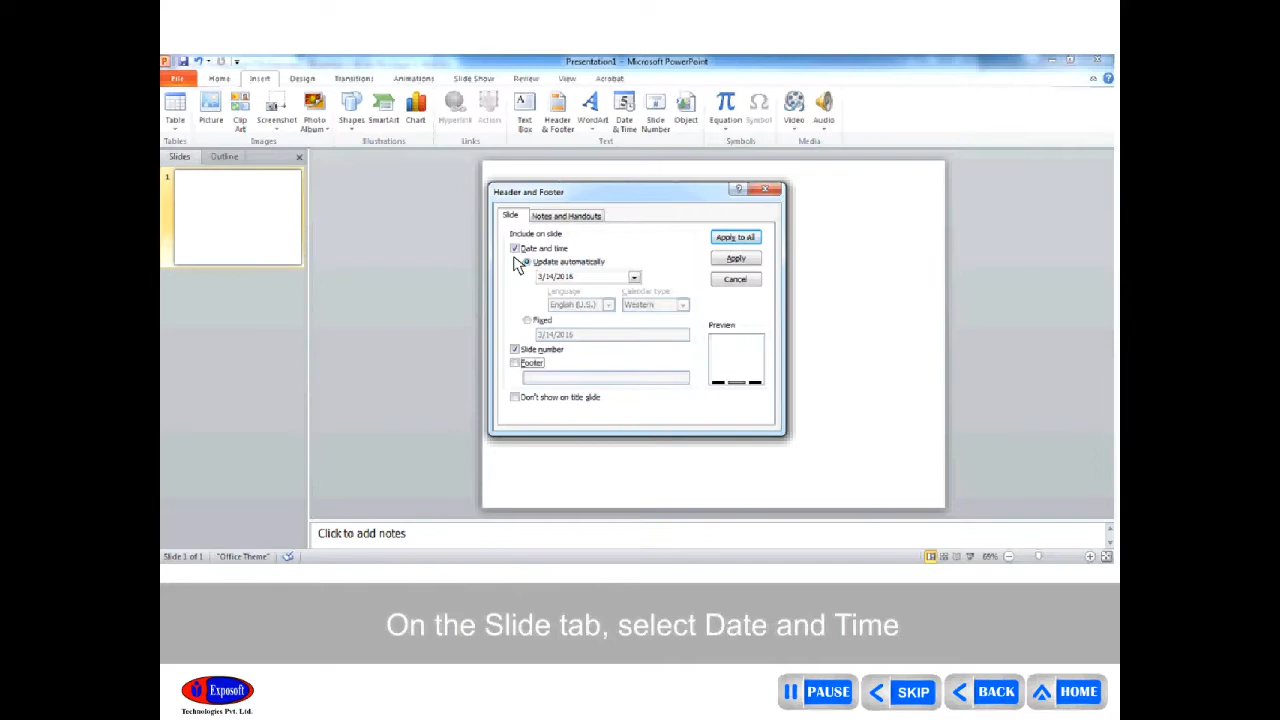 Presentation1 - Microsoft PowerPoint
File Home Insert Design Transitions Animations Slide Show Review View Acrobat
Table Picture Clip Art Screenshot Photo Album Shapes SmartArt Chart Hyperlink Action Text Box Header & Footer WordArt Date & Time Slide Number Object Equation Symbol Video Audio
Tables Images Illustrations Links Text Symbols Media
Slides Outline
1
Header and Footer
Slide Notes and Handouts
Include on slide
Date and time
Apply to All
Update automatically
Apply
3/14/2016
Cancel
Language: Calendar type:
English (U.S.) Western
Fixed
Preview
3/14/2016
Slide number
Footer
Don't show on title slide
Click to add notes
Slide 1 of 1 "Office Theme" 69%
On the Slide tab, select Date and Time
Exposoft
Technologies Pvt. Ltd.
PAUSE SKIP BACK HOME